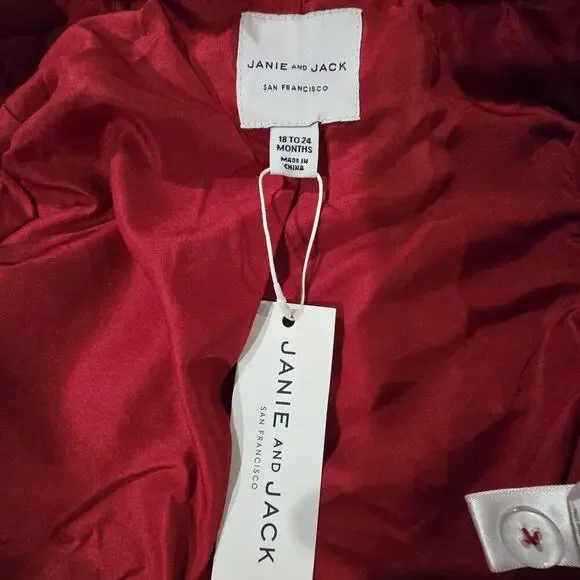 JANIE AND JACK
SAN FRANCISCO
18 TO 24
MONTHS
MADE IN
CHINA
JANIE AND JACK
SAN FRANCISCO